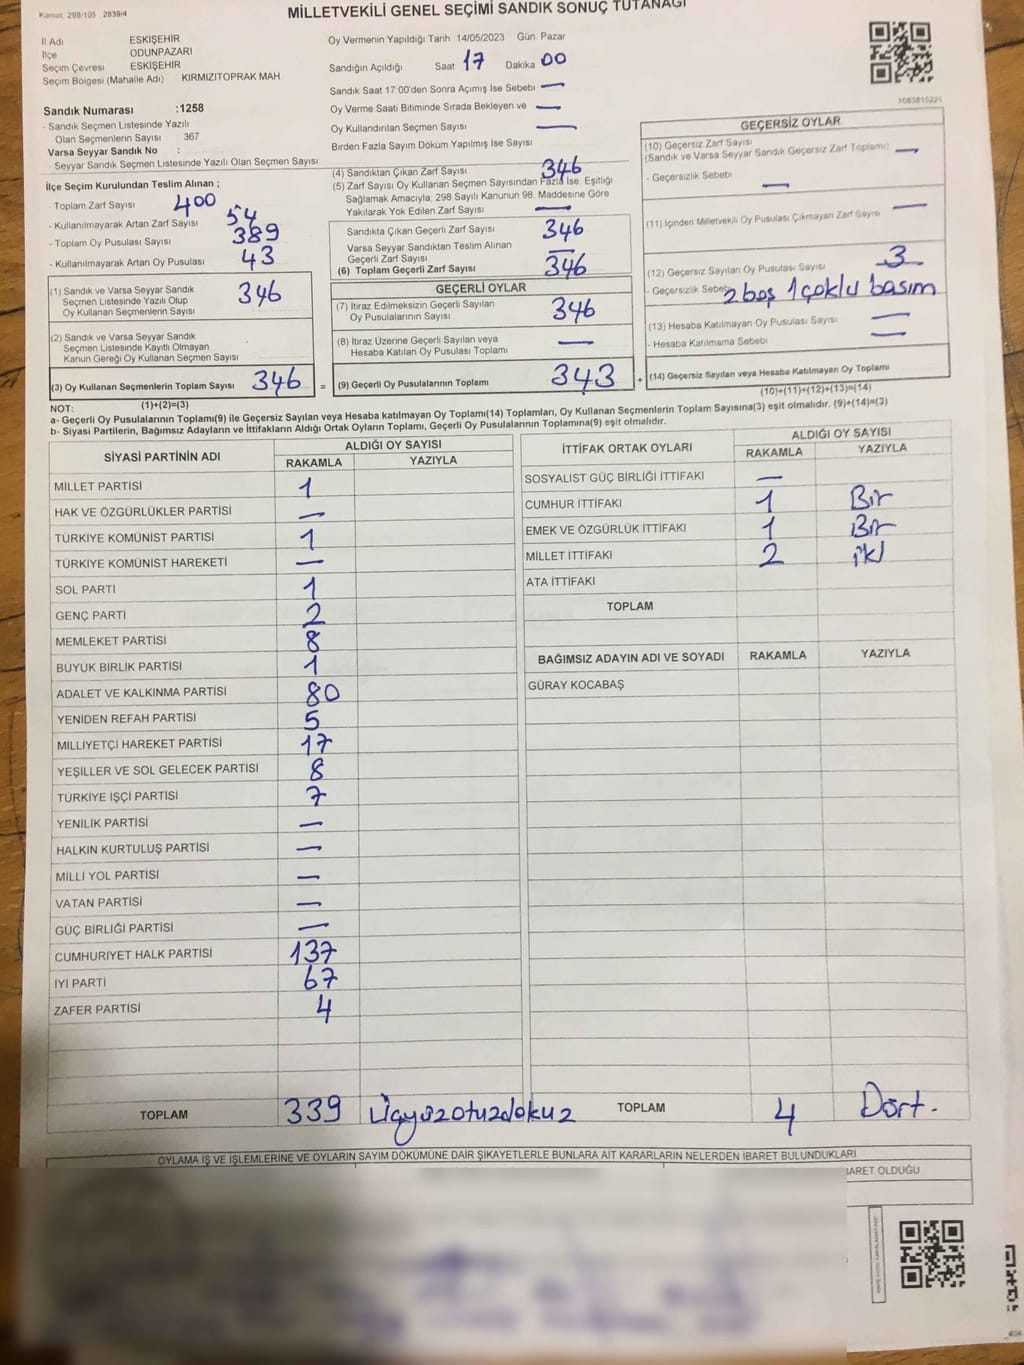 Kanun: 298/105 2839/4
MİLLETVEKİLİ GENEL SEÇİMİ SANDIK SONUÇ TUTANAĞI
İl Adı ESKİŞEHİR
İlçe ODUNPAZARI
Seçim Çevresi ESKİŞEHİR
Seçim Bölgesi (Mahalle Adı) KIRMIZITOPRAK MAH
Sandık Numarası :1258
- Sandık Seçmen Listesinde Yazılı
Olan Seçmenlerin Sayısı 367
Varsa Seyyar Sandık No :
- Seyyar Sandık Seçmen Listesinde Yazılı Olan Seçmen Sayısı
İlçe Seçim Kurulundan Teslim Alınan ;
- Toplam Zarf Sayısı 400
- Kullanılmayarak Artan Zarf Sayısı 54
- Toplam Oy Pusulası Sayısı 389
- Kullanılmayarak Artan Oy Pusulası 43
(1) Sandık ve Varsa Seyyar Sandık
Seçmen Listesinde Yazılı Olup
Oy Kullanan Seçmenlerin Sayısı 346
(2) Sandık ve Varsa Seyyar Sandık
Seçmen Listesinde Kayıtlı Olmayan
Kanun Gereği Oy Kullanan Seçmen Sayısı
(3) Oy Kullanan Seçmenlerin Toplam Sayısı 346 =
(1)+(2)=(3)
Oy Vermenin Yapıldığı Tarih 14/05/2023 Gün Pazar
Sandığın Açıldığı Saat 17 Dakika 00
Sandık Saat 17:00'den Sonra Açımış İse Sebebi —
Oy Verme Saati Bitiminde Sırada Bekleyen ve —
Oy Kullandırılan Seçmen Sayısı —
Birden Fazla Sayım Döküm Yapılmış İse Sayısı
(4) Sandıktan Çıkan Zarf Sayısı 346
(5) Zarf Sayısı Oy Kullanan Seçmen Sayısından Fazla İse, Eşitliği
Sağlamak Amacıyla; 298 Sayılı Kanunun 98. Maddesine Göre
Yakılarak Yok Edilen Zarf Sayısı —
Sandıkta Çıkan Geçerli Zarf Sayısı 346
Varsa Seyyar Sandıktan Teslim Alınan
Geçerli Zarf Sayısı —
(6) Toplam Geçerli Zarf Sayısı 346
GEÇERLİ OYLAR
(7) İtiraz Edilmeksizin Geçerli Sayılan
Oy Pusulalarının Sayısı 346
(8) İtiraz Üzerine Geçerli Sayılan veya
Hesaba Katılan Oy Pusulası Toplamı —
(9) Geçerli Oy Pusulalarının Toplamı 343 +
1083815221
GEÇERSİZ OYLAR
(10) Geçersiz Zarf Sayısı
(Sandık ve Varsa Seyyar Sandık Geçersiz Zarf Toplamı) —
- Geçersizlik Sebebi —
(11) İçinden Milletvekili Oy Pusulası Çıkmayan Zarf Sayısı —
(12) Geçersiz Sayılan Oy Pusulası Sayısı 3
- Geçersizlik Sebebi 2 boş 1 çoklu basım
(13) Hesaba Katılmayan Oy Pusulası Sayısı —
- Hesaba Katılmama Sebebi —
(14) Geçersiz Sayılan veya Hesaba Katılmayan Oy Toplamı
(10)+(11)+(12)+(13)=(14)
NOT:
a- Geçerli Oy Pusulalarının Toplamı(9) ile Geçersiz Sayılan veya Hesaba katılmayan Oy Toplamı(14) Toplamları, Oy Kullanan Seçmenlerin Toplam Sayısına(3) eşit olmalıdır. (9)+(14)=(3)
b- Siyasi Partilerin, Bağımsız Adayların ve İttifakların Aldığı Ortak Oyların Toplamı, Geçerli Oy Pusulalarının Toplamına(9) eşit olmalıdır.
SİYASİ PARTİNİN ADI ALDIĞI OY SAYISI
RAKAMLA YAZIYLA
MİLLET PARTİSİ 1
HAK VE ÖZGÜRLÜKLER PARTİSİ —
TÜRKİYE KOMÜNİST PARTİSİ 1
TÜRKİYE KOMÜNİST HAREKETİ —
SOL PARTİ 1
GENÇ PARTİ 2
MEMLEKET PARTİSİ 8
BÜYÜK BİRLİK PARTİSİ 1
ADALET VE KALKINMA PARTİSİ 80
YENİDEN REFAH PARTİSİ 5
MİLLİYETÇİ HAREKET PARTİSİ 17
YEŞİLLER VE SOL GELECEK PARTİSİ 8
TÜRKİYE İŞÇİ PARTİSİ 7
YENİLİK PARTİSİ —
HALKIN KURTULUŞ PARTİSİ —
MİLLİ YOL PARTİSİ —
VATAN PARTİSİ —
GÜÇ BİRLİĞİ PARTİSİ —
CUMHURİYET HALK PARTİSİ 137
İYİ PARTİ 67
ZAFER PARTİSİ 4
TOPLAM 339 üçyüzotuzdokuz
İTTİFAK ORTAK OYLARI ALDIĞI OY SAYISI
RAKAMLA YAZIYLA
SOSYALİST GÜÇ BİRLİĞİ İTTİFAKI —
CUMHUR İTTİFAKI 1 Bir
EMEK VE ÖZGÜRLÜK İTTİFAKI 1 Bir
MİLLET İTTİFAKI 2 iki
ATA İTTİFAKI
TOPLAM
BAĞIMSIZ ADAYIN ADI VE SOYADI RAKAMLA YAZIYLA
GÜRAY KOCABAŞ
TOPLAM 4 Dört.
OYLAMA İŞ VE İŞLEMLERİNE VE OYLARIN SAYIM DÖKÜMÜNE DAİR ŞİKAYETLERLE BUNLARA AİT KARARLARIN NELERDEN İBARET BULUNDUKLARI
BARET OLDUĞU